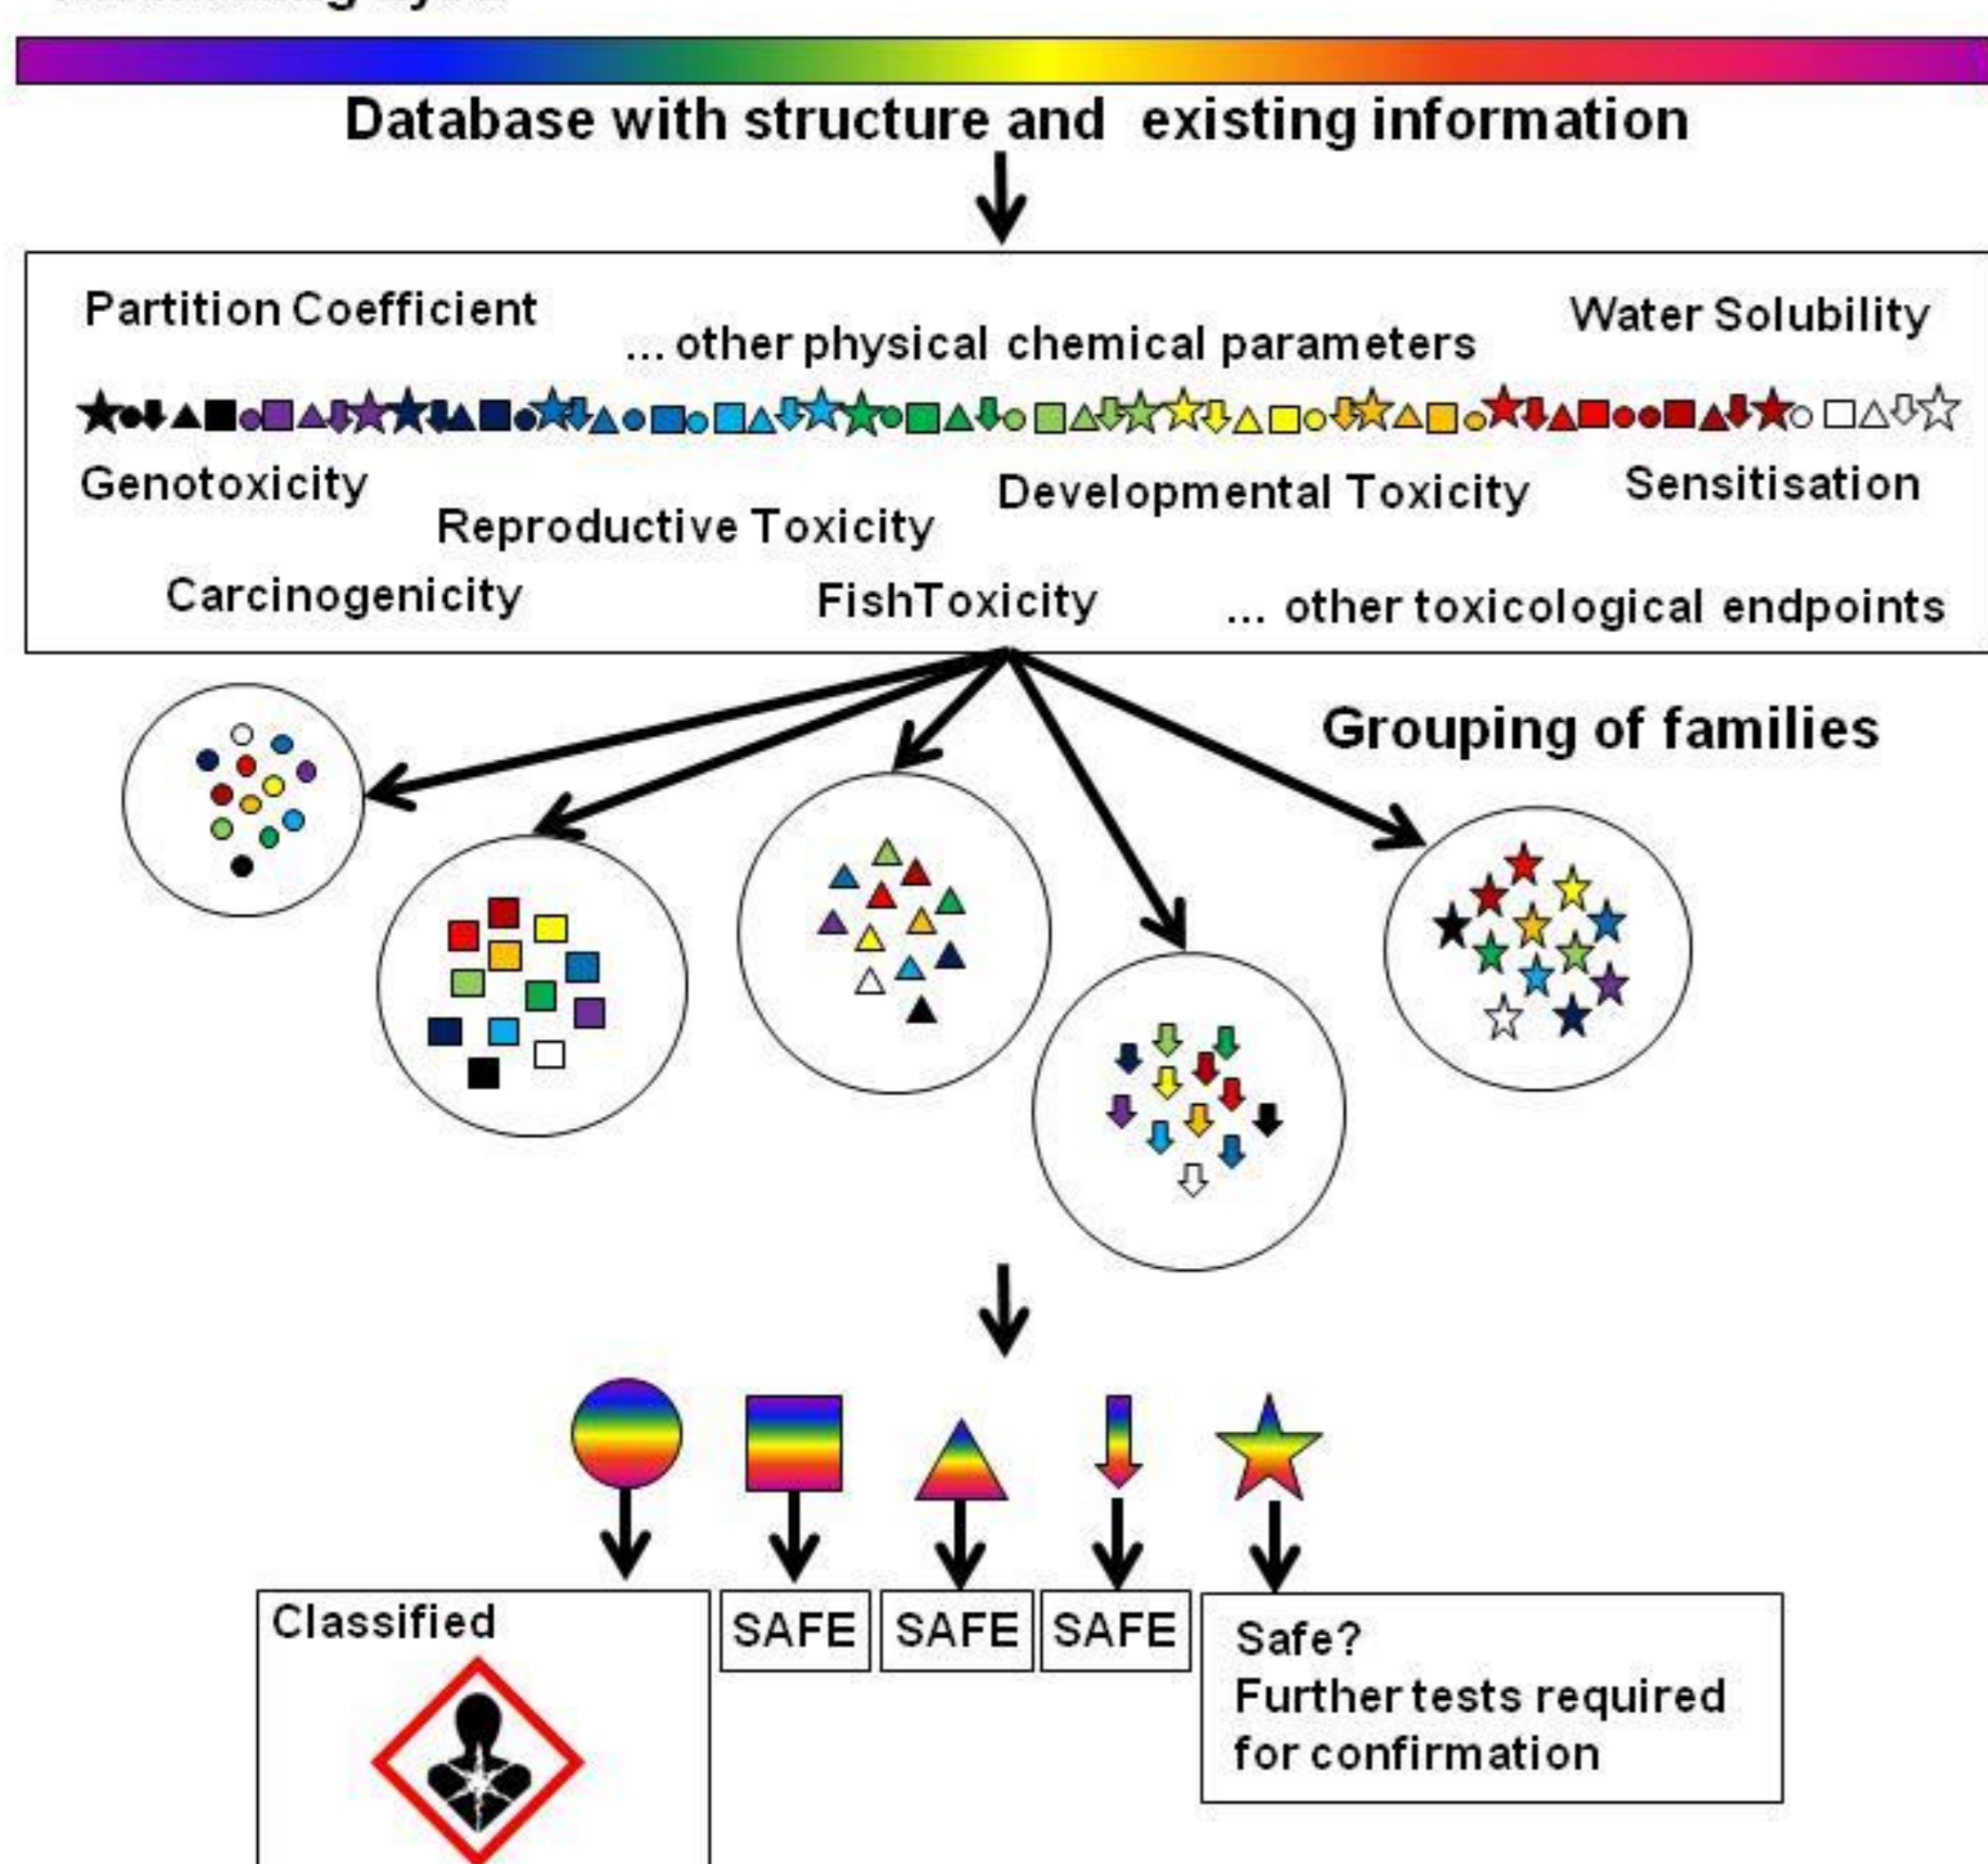 Database with structure and existing information
Partition Coefficient
Water Solubility
... other physical chemical parameters
Genotoxicity
Developmental Toxicity
Sensitisation
Reproductive Toxicity
Carcinogenicity
FishToxicity
... other toxicological endpoints
Grouping of families
Classified
SAFE
SAFE
SAFE
Safe?
Further tests required
for confirmation